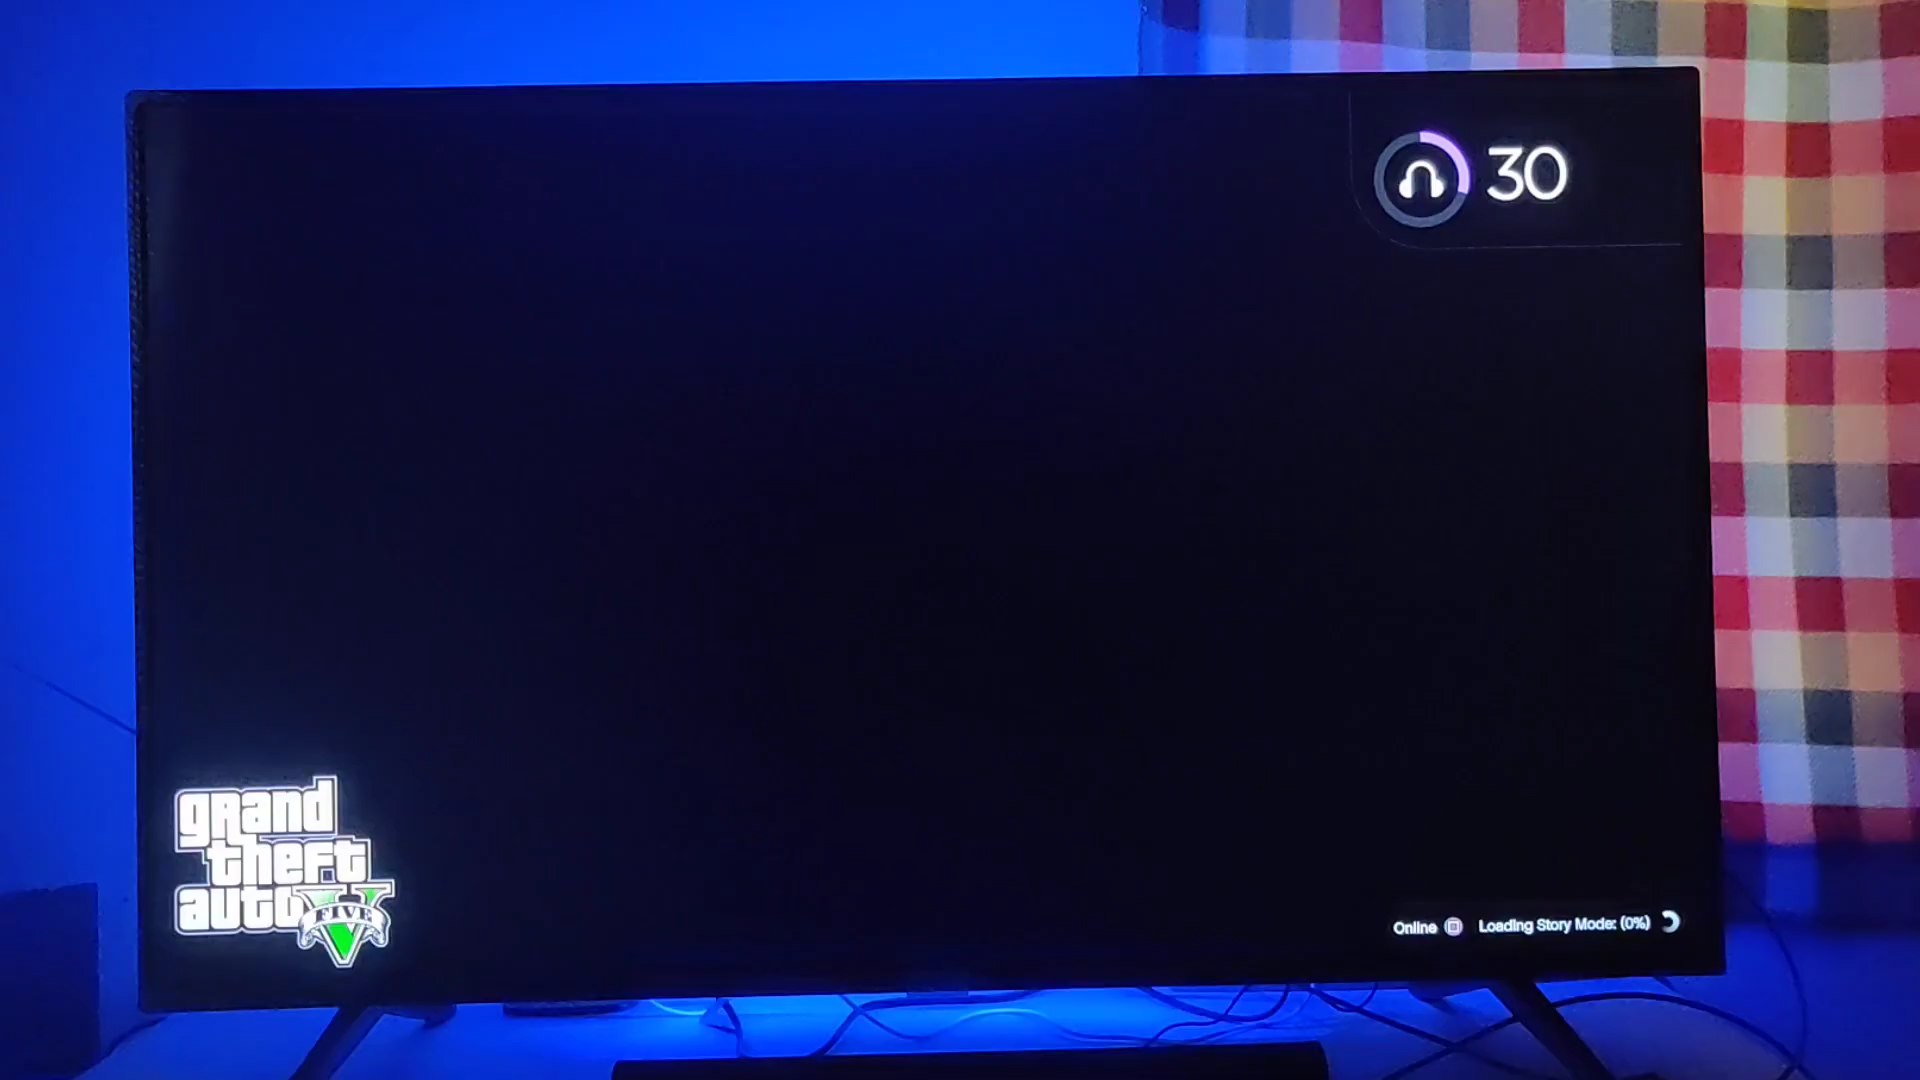 30
grand
theft
auto V
FIVE
Online Loading Story Mode: (0%)